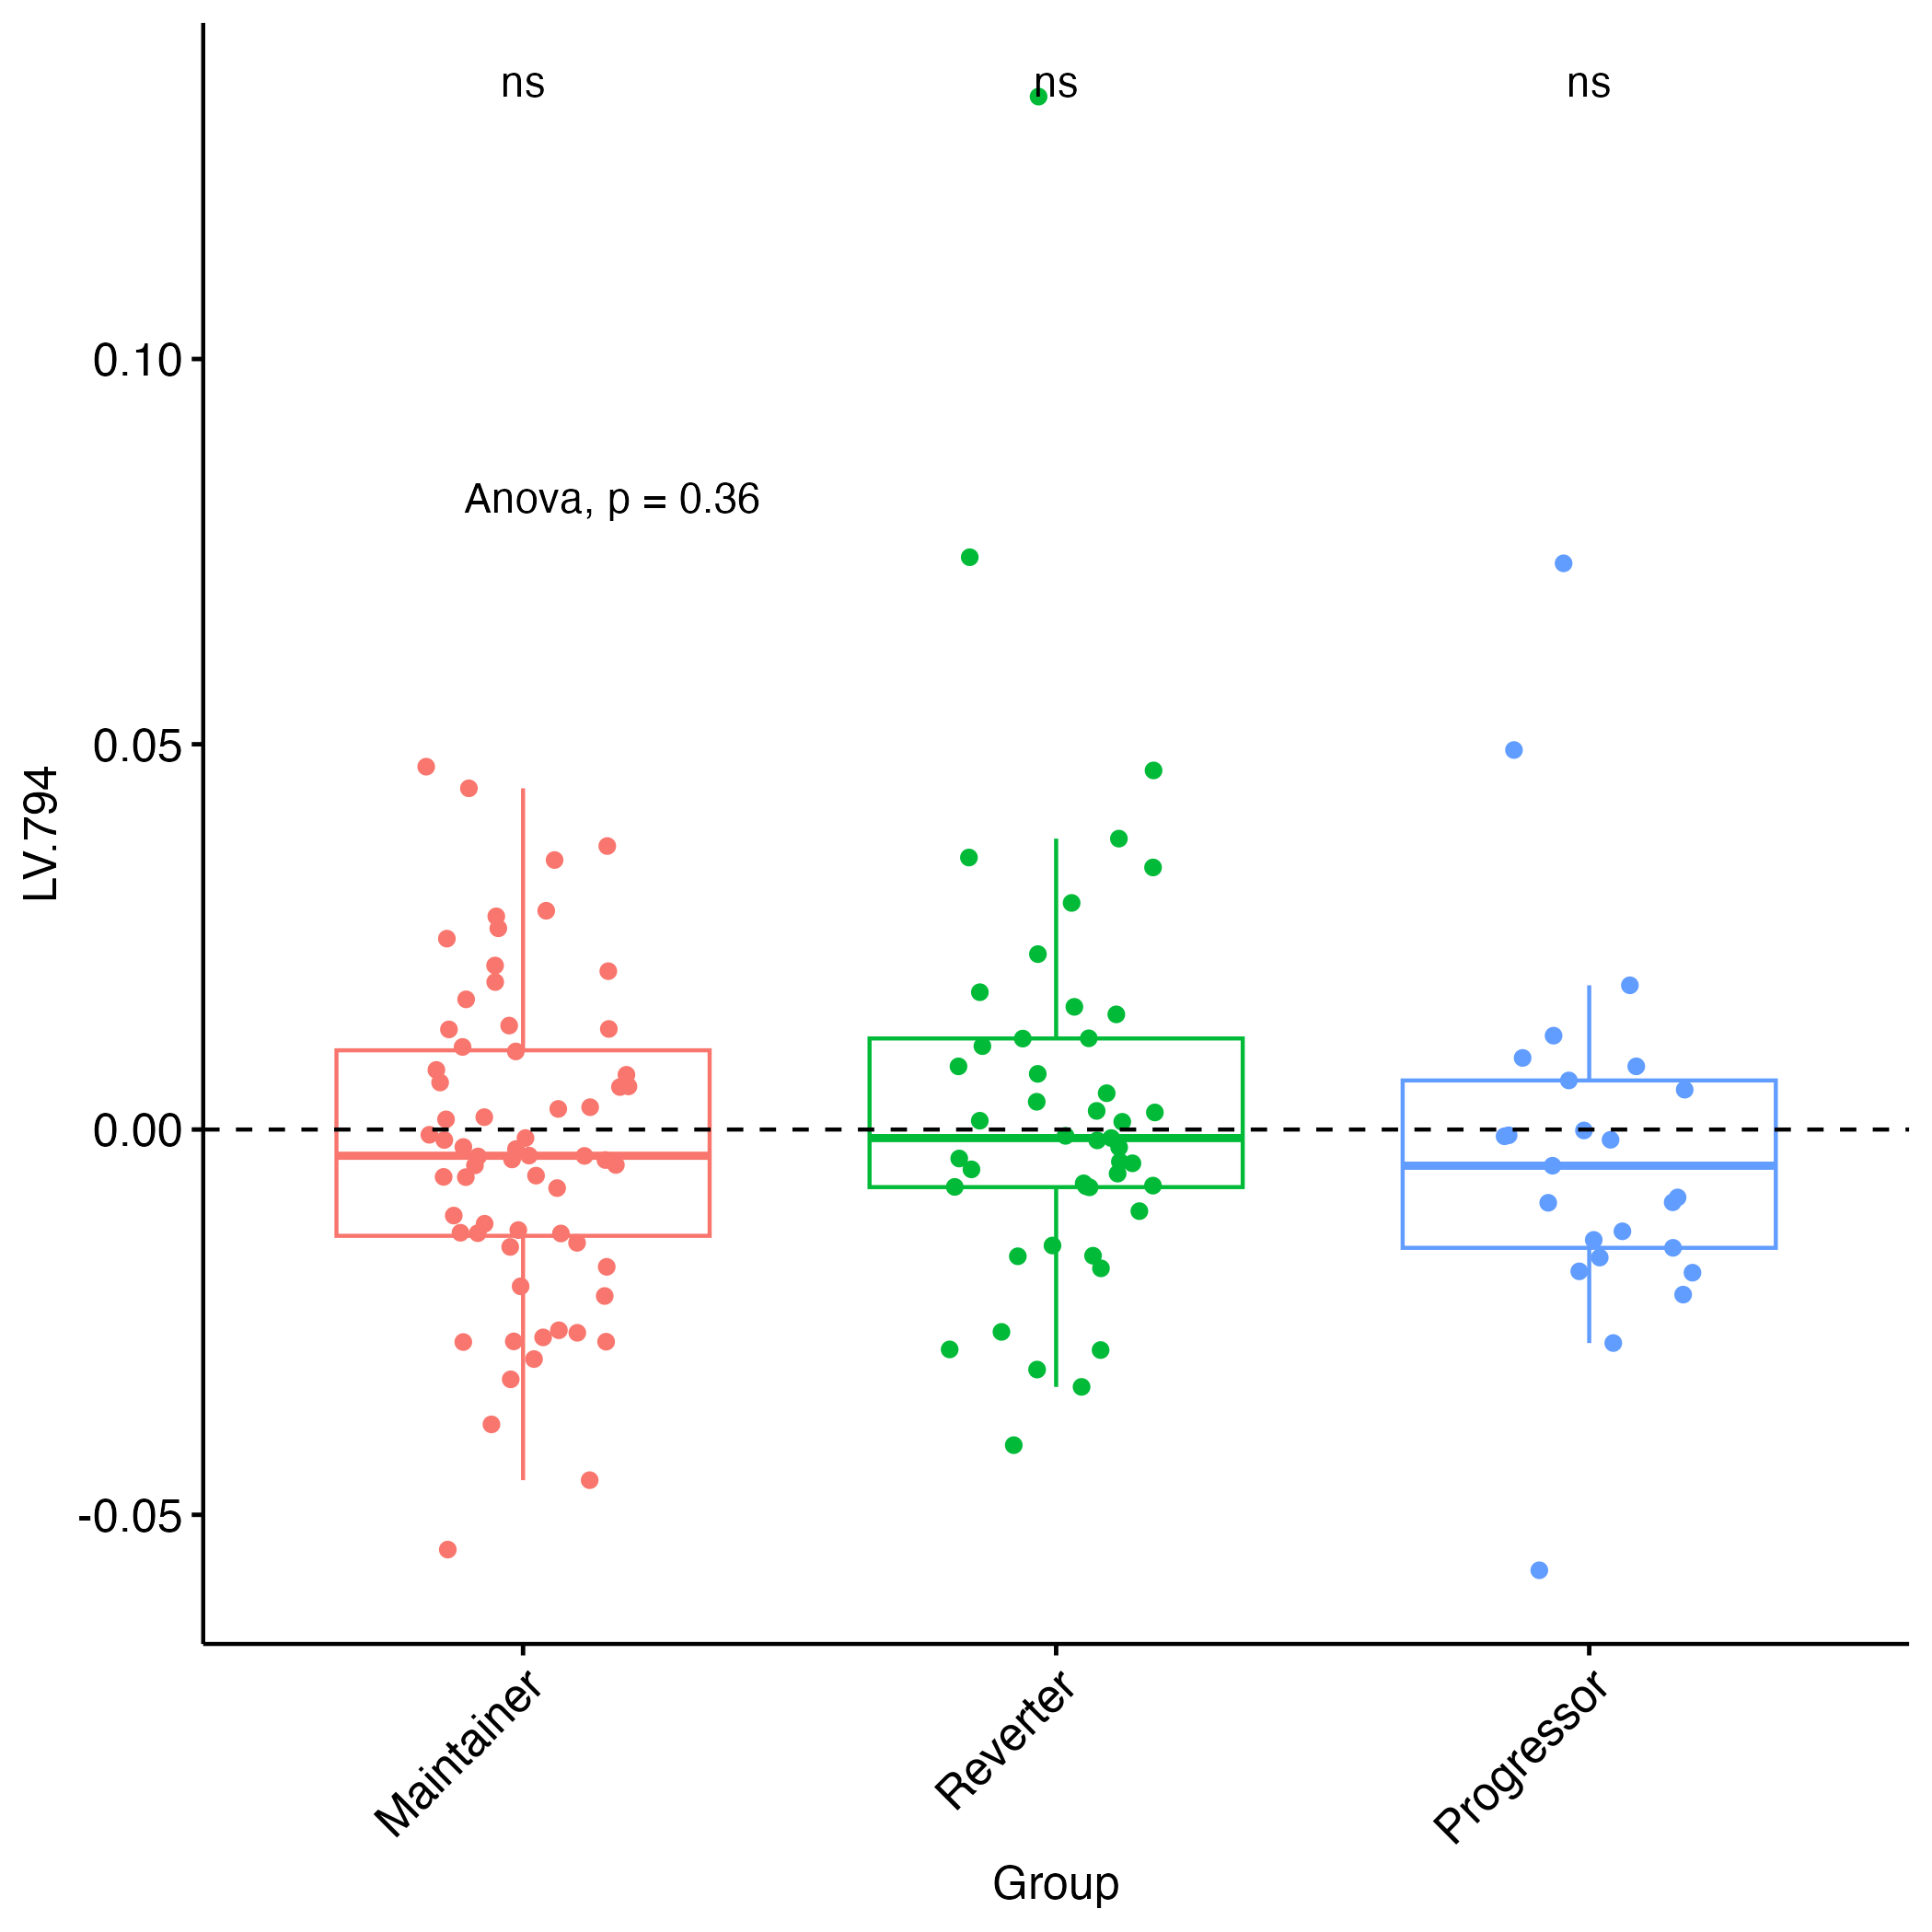 ns ns ns
Anova, p = 0.36
LV.794
0.10
0.05
0.00
-0.05
Maintainer
Reverter
Progressor
Group